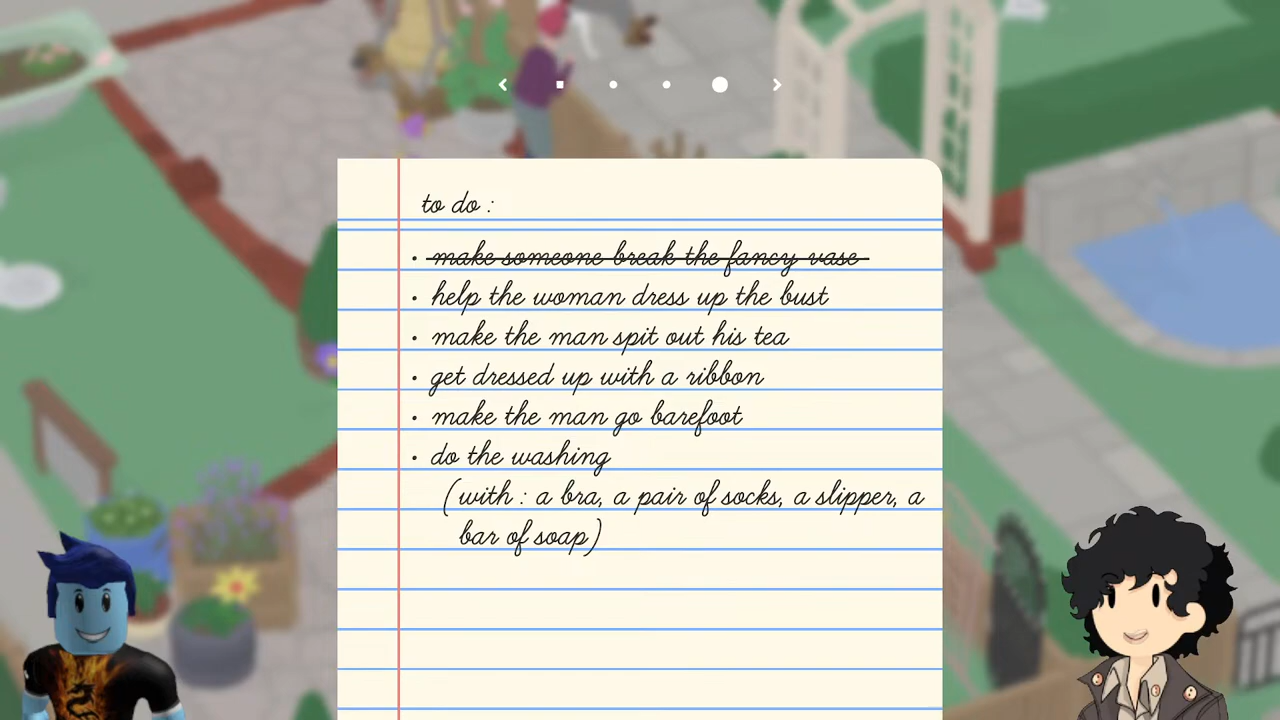 to do :
• make someone break the fancy vase
• help the woman dress up the bust
• make the man spit out his tea
• get dressed up with a ribbon
• make the man go barefoot
• do the washing
(with : a bra, a pair of socks, a slipper, a
bar of soap)